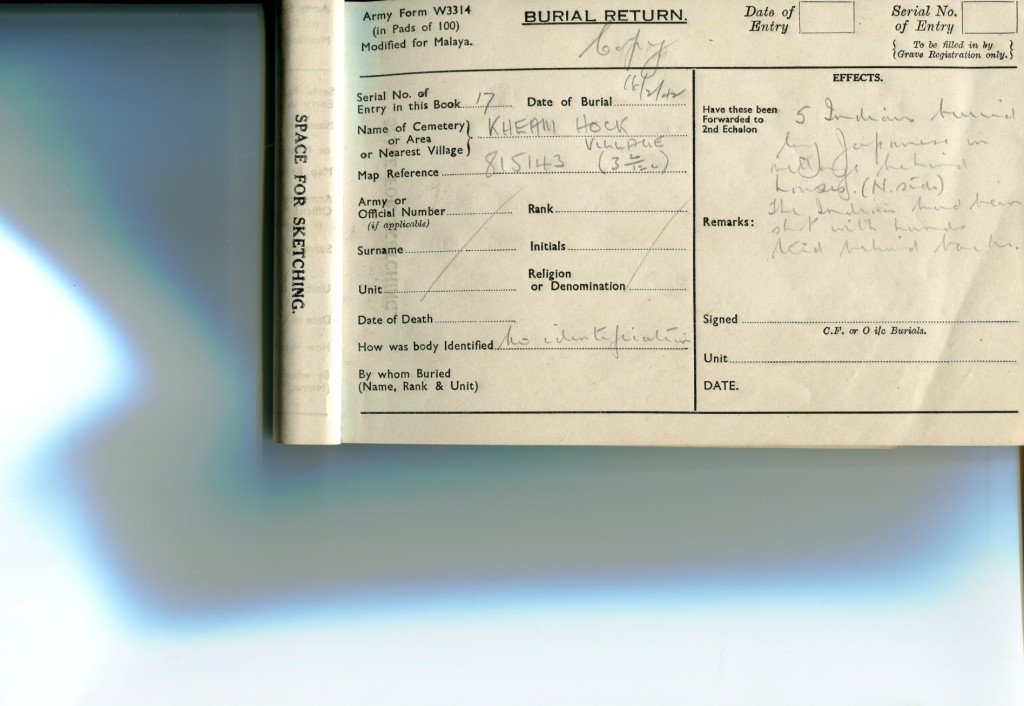 Army Form W3314
(in Pads of 100)
Modified for Malaya.
BURIAL RETURN.
Copy
Date of
Entry
Serial No.
of Entry
{ To be filled in by }
{ Grave Registration only. }
SPACE FOR SKETCHING.
Serial No. of
Entry in this Book 17 Date of Burial 16/2/42
Name of Cemetery
or Area
or Nearest Village } KHEAM HOCK
VILLAGE
Map Reference 815143
Army or
Official Number
(if applicable)
Rank
Surname
Initials
Unit
Religion
or Denomination
Date of Death
How was body Identified No identification
By whom Buried
(Name, Rank & Unit)
EFFECTS.
Have these been
Forwarded to
2nd Echelon
5 Indians buried
by Japanese in
behind
houses. (N. side)
Remarks:
The Indians had been
shot with hands
tied behind backs.
Signed
C.F. or O i/c Burials.
Unit
DATE.